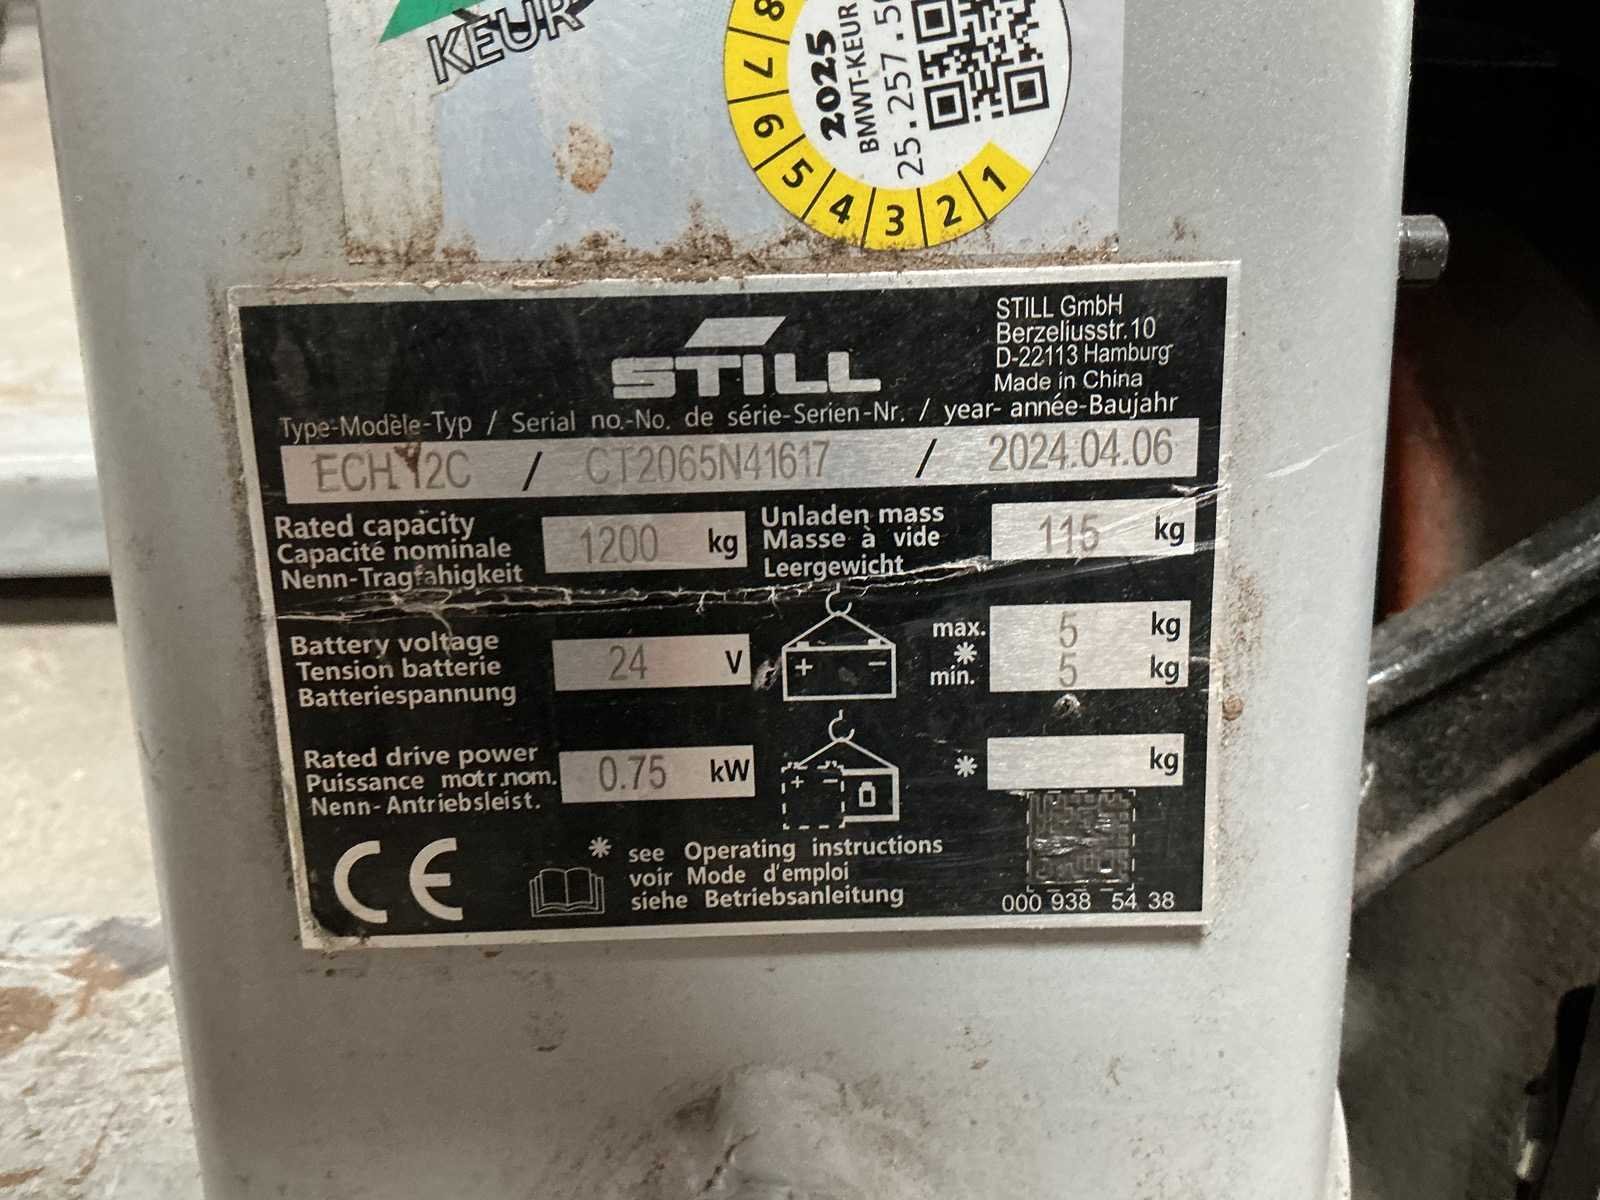 KEUR
8
7
6
5
4
3
2
1
2025
BMWT-KEUR
STILL
STILL GmbH
Berzeliusstr.10
D-22113 Hamburg
Made in China
Type-Modèle-Typ / Serial no.-No. de série-Serien-Nr. / year- année-Baujahr
ECH 12C / CT2065N41617 / 2024.04.06
Rated capacity
Capacité nominale
Nenn-Tragfahigkeit
1200 kg
Unladen mass
Masse à vide
Leergewicht
115 kg
Battery voltage
Tension batterie
Batteriespannung
24 V
+ -
max. 5 kg
*
min. 5 kg
Rated drive power
Puissance motr.nom.
Nenn-Antriebsleist.
0.75 kW
+ -
* kg
CE
* see Operating instructions
voir Mode d'emploi
siehe Betriebsanleitung
000 938 54 38